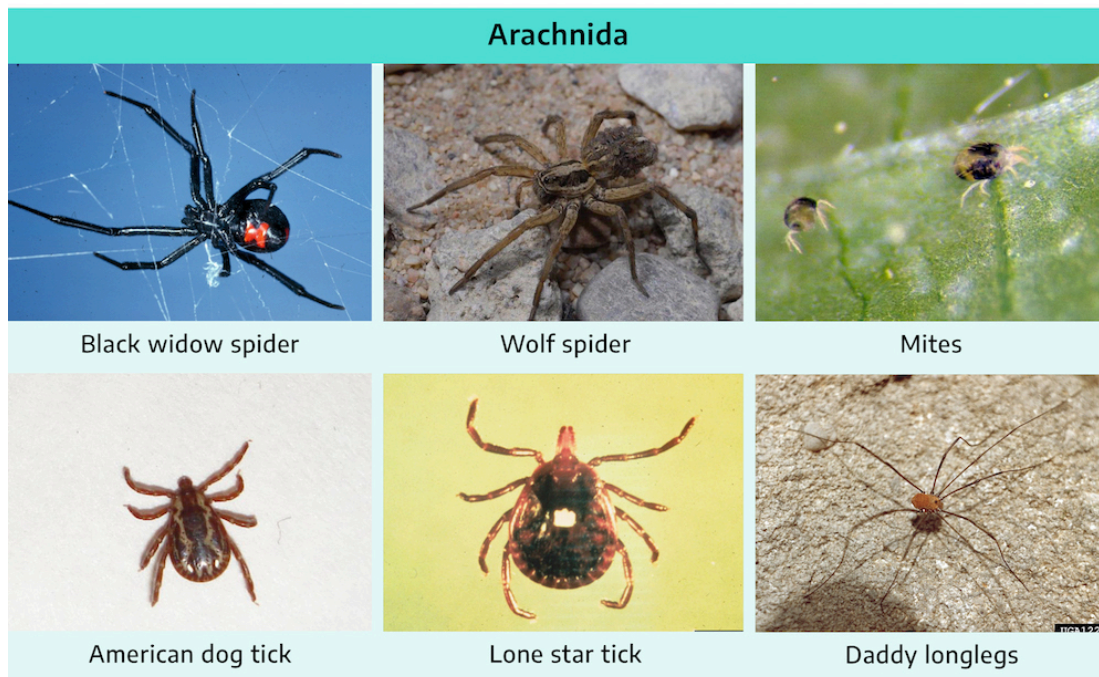 Arachnida
Black widow spider
Wolf spider
Mites
American dog tick
Lone star tick
Daddy longlegs